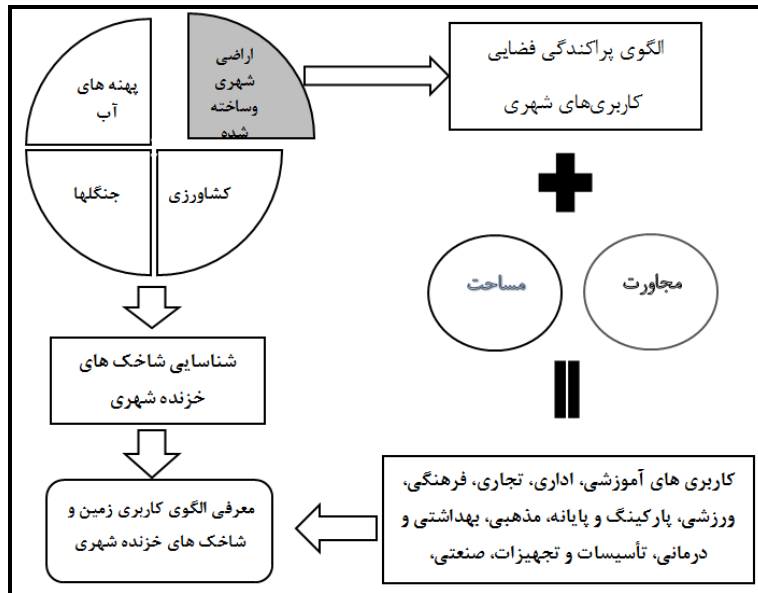 اراضی
شهری
وساخته
شده
پهنه های
آب
کشاورزی
جنگلها
الگوی پراکندگی فضایی
کاربری‌های شهری
مجاورت
مساحت
شناسایی شاخک های
خزنده شهری
کاربری های آموزشی، اداری، تجاری، فرهنگی،
ورزشی، پارکینگ و پایانه، مذهبی، بهداشتی و
درمانی، تأسیسات و تجهیزات، صنعتی،
معرفی الگوی کاربری زمین و
شاخک های خزنده شهری